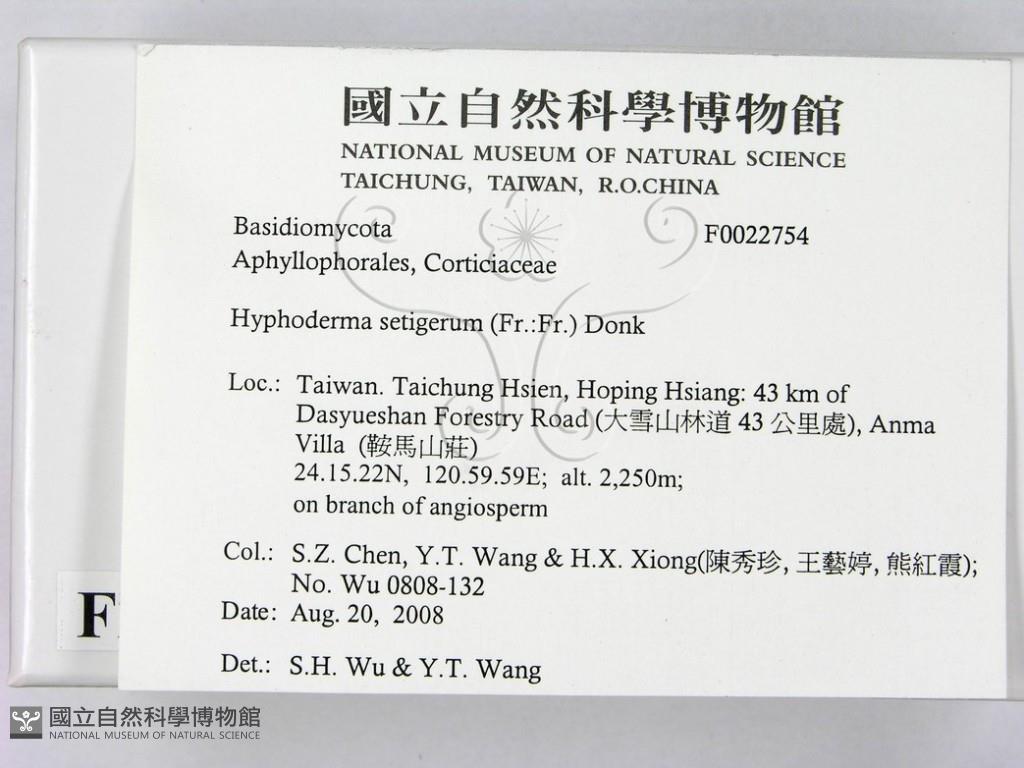 國立自然科學博物館
NATIONAL MUSEUM OF NATURAL SCIENCE
TAICHUNG, TAIWAN, R.O.CHINA
Basidiomycota F0022754
Aphyllophorales, Corticiaceae
Hyphoderma setigerum (Fr.:Fr.) Donk
Loc.: Taiwan. Taichung Hsien, Hoping Hsiang: 43 km of
Dasyueshan Forestry Road (大雪山林道 43 公里處), Anma
Villa (鞍馬山莊)
24.15.22N, 120.59.59E; alt. 2,250m;
on branch of angiosperm
Col.: S.Z. Chen, Y.T. Wang & H.X. Xiong(陳秀珍, 王藝婷, 熊紅霞);
No. Wu 0808-132
Date: Aug. 20, 2008
Det.: S.H. Wu & Y.T. Wang
F
國立自然科學博物館
NATIONAL MUSEUM OF NATURAL SCIENCE